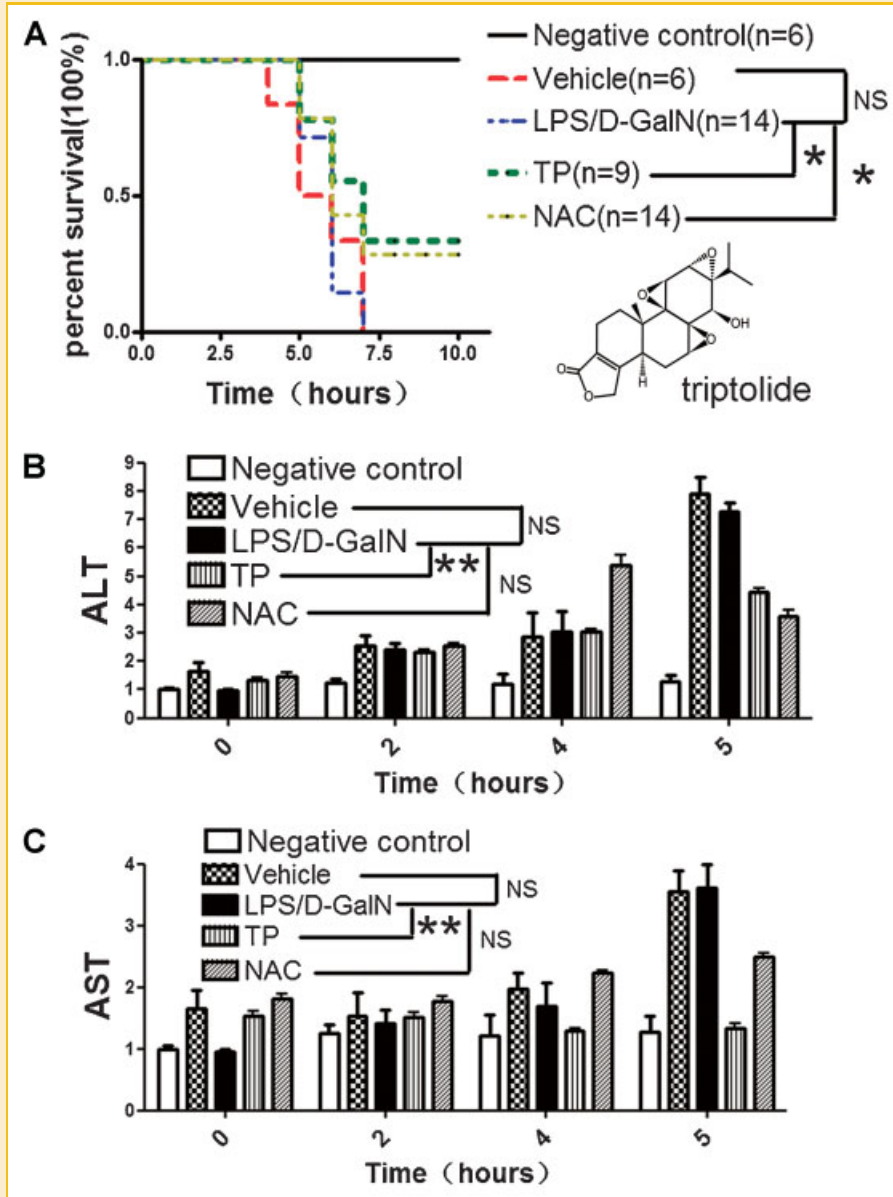 A
percent survival(100%)
1.0
0.5
0.0
0.0 2.5 5.0 7.5 10.0
Time（hours）
Negative control(n=6)
Vehicle(n=6)
LPS/D-GalN(n=14)
TP(n=9)
NAC(n=14)
NS
*
*
O
O
O
OH
O
O
H
triptolide
B
ALT
9
8
7
6
5
4
3
2
1
0
Negative control
Vehicle
LPS/D-GalN
TP
NAC
NS
**
NS
0 2 4 5
Time（hours）
C
AST
4
3
2
1
0
Negative control
Vehicle
LPS/D-GalN
TP
NAC
NS
**
NS
0 2 4 5
Time（hours）